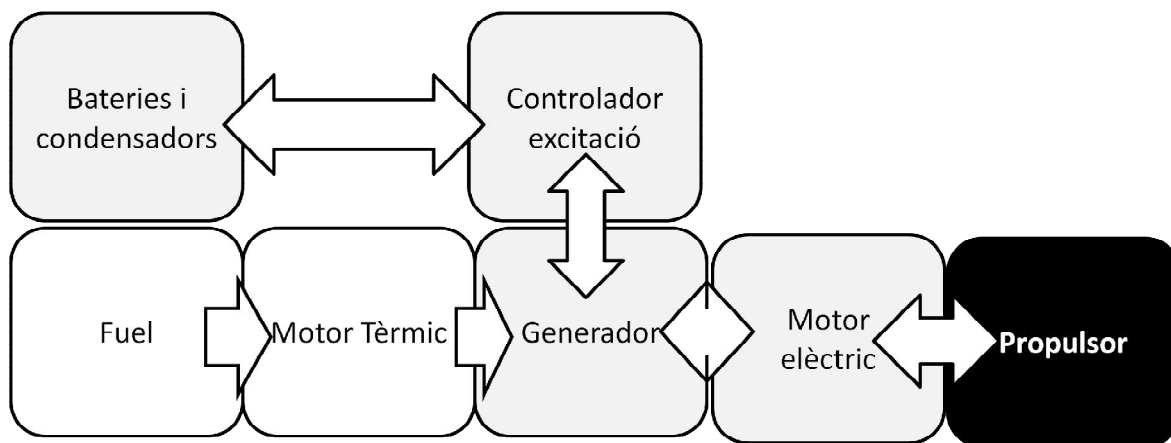 Bateries i
condensadors
Controlador
excitació
Fuel
Motor Tèrmic
Generador
Motor
elèctric
Propulsor